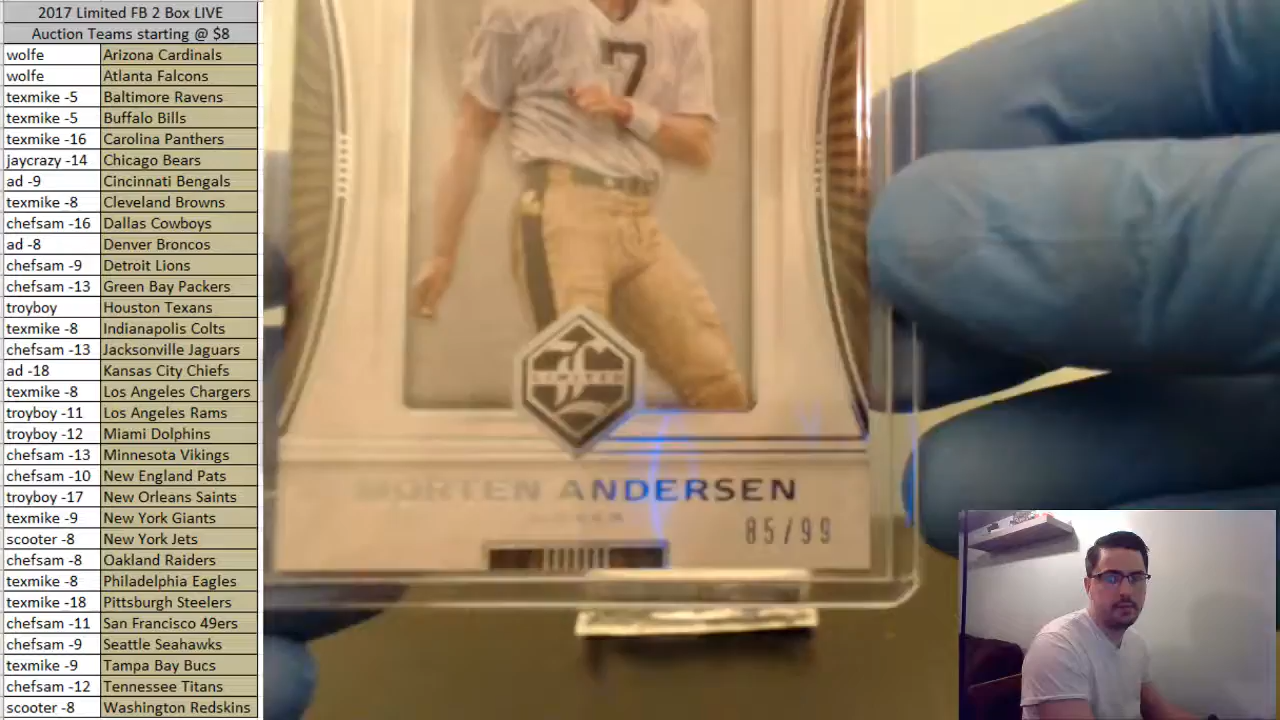 2017 Limited FB 2 Box LIVE
Auction Teams starting @ $8
wolfe Arizona Cardinals
wolfe Atlanta Falcons
texmike -5 Baltimore Ravens
texmike -5 Buffalo Bills
texmike -16 Carolina Panthers
jaycrazy -14 Chicago Bears
ad -9 Cincinnati Bengals
texmike -8 Cleveland Browns
chefsam -16 Dallas Cowboys
ad -8 Denver Broncos
chefsam -9 Detroit Lions
chefsam -13 Green Bay Packers
troyboy Houston Texans
texmike -8 Indianapolis Colts
chefsam -13 Jacksonville Jaguars
ad -18 Kansas City Chiefs
texmike -8 Los Angeles Chargers
troyboy -11 Los Angeles Rams
troyboy -12 Miami Dolphins
chefsam -13 Minnesota Vikings
chefsam -10 New England Pats
troyboy -17 New Orleans Saints
texmike -9 New York Giants
scooter -8 New York Jets
chefsam -8 Oakland Raiders
texmike -8 Philadelphia Eagles
texmike -18 Pittsburgh Steelers
chefsam -11 San Francisco 49ers
chefsam -9 Seattle Seahawks
texmike -9 Tampa Bay Bucs
chefsam -12 Tennessee Titans
scooter -8 Washington Redskins
7
LIMITED
MORTEN ANDERSEN
85/99